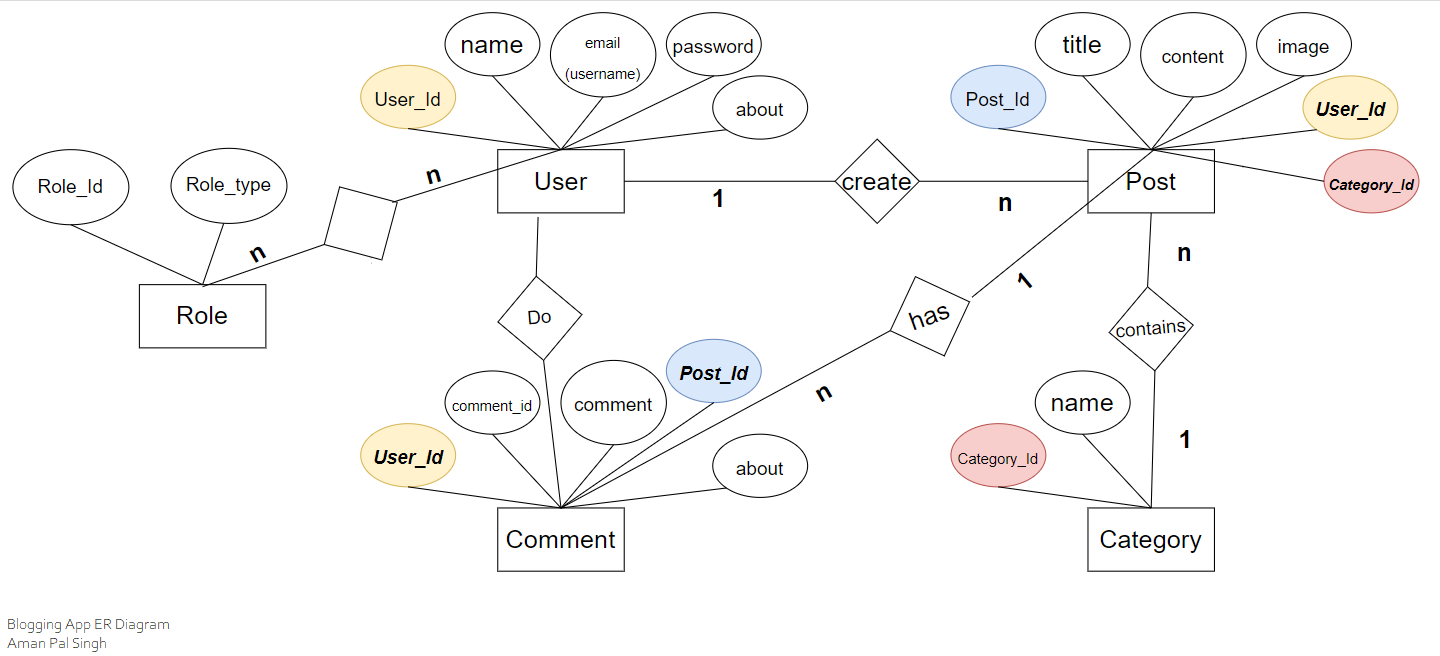 name
email
(username)
password
title
content
image
User_Id
about
Post_Id
User_Id
Role_Id
Role_type
n
User
1
create
n
Post
Category_Id
n
Role
Do
has
1
n
contains
comment_id
comment
Post_Id
n
name
1
User_Id
about
Category_Id
Comment
Category
Blogging App ER Diagram
Aman Pal Singh